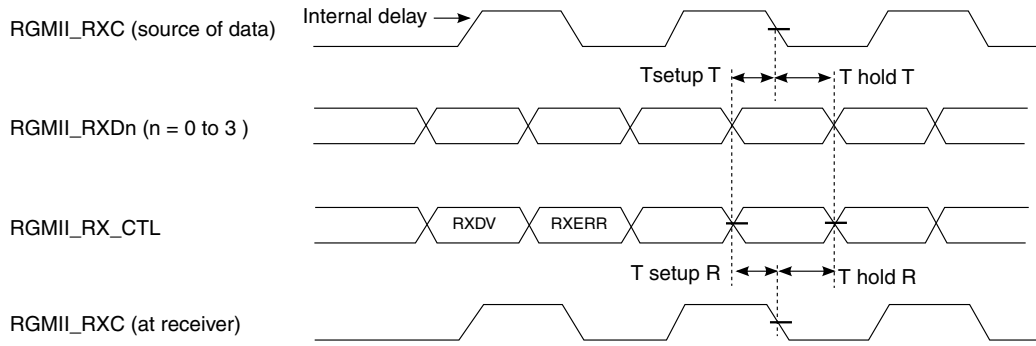 Internal delay
RGMII_RXC (source of data)
Tsetup T
T hold T
RGMII_RXDn (n = 0 to 3 )
RGMII_RX_CTL
RXDV
RXERR
T setup R
T hold R
RGMII_RXC (at receiver)